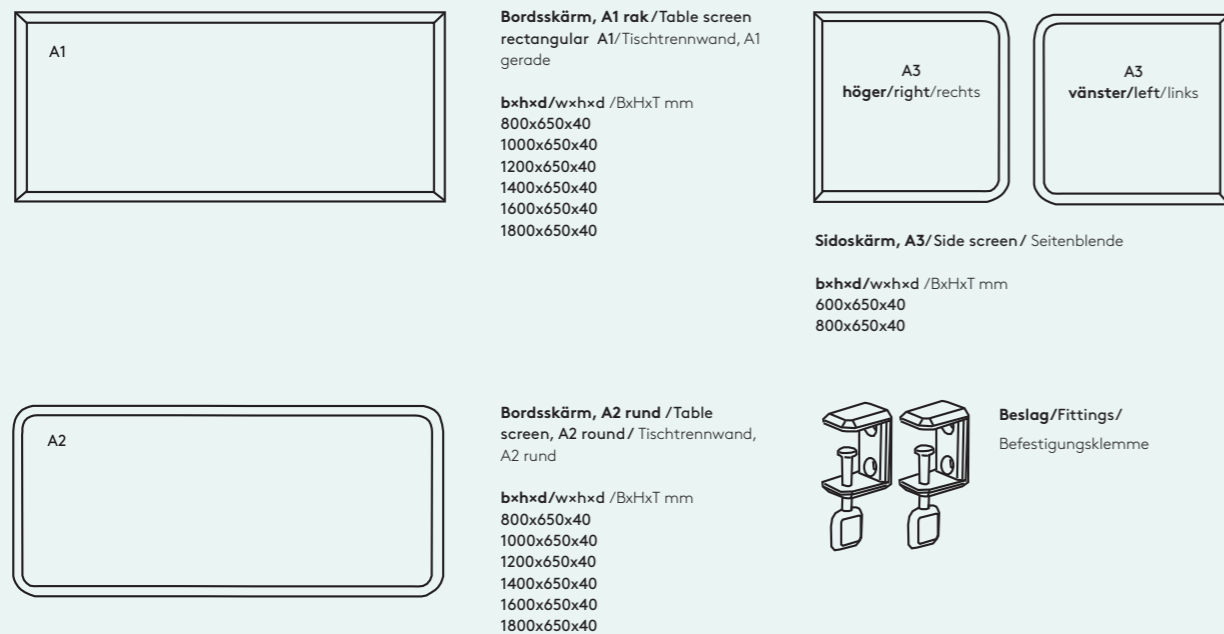 A1
Bordsskärm, A1 rak/Table screen
rectangular A1/Tischtrennwand, A1
gerade
b×h×d/w×h×d /BxHxT mm
800x650x40
1000x650x40
1200x650x40
1400x650x40
1600x650x40
1800x650x40
A3
höger/right/rechts
A3
vänster/left/links
Sidoskärm, A3/Side screen/ Seitenblende
b×h×d/w×h×d /BxHxT mm
600x650x40
800x650x40
A2
Bordsskärm, A2 rund /Table
screen, A2 round/ Tischtrennwand,
A2 rund
b×h×d/w×h×d /BxHxT mm
800x650x40
1000x650x40
1200x650x40
1400x650x40
1600x650x40
1800x650x40
Beslag/Fittings/
Befestigungsklemme